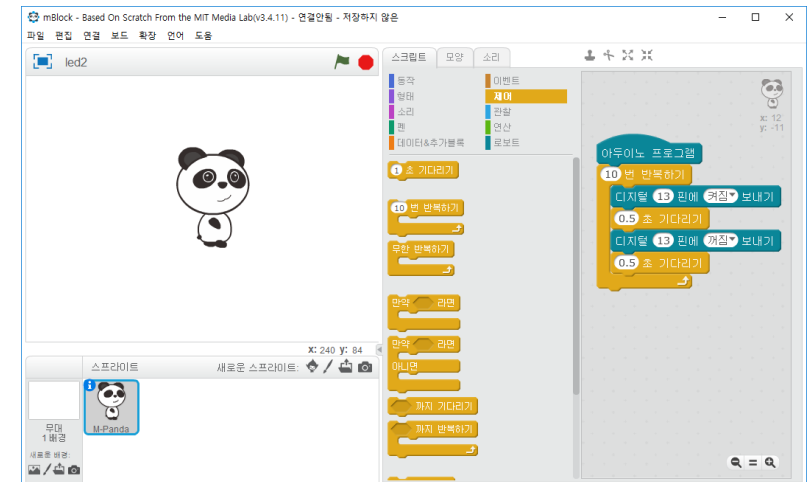 mBlock - Based On Scratch From the MIT Media Lab(v3.4.11) - 연결안됨 - 저장하지 않은
파일 편집 연결 보드 확장 언어 도움
led2
X: 240 y: 84
스프라이트 새로운 스프라이트:
무대
1 배경
새로운 배경:
M-Panda
스크립트 모양 소리
동작 이벤트
형태 제어
소리 관찰
펜 연산
데이터&추가블록 로보트
1 초 기다리기
10 번 반복하기
무한 반복하기
만약 라면
만약 라면
아니면
까지 기다리기
까지 반복하기
x: 12
y: -11
아두이노 프로그램
10 번 반복하기
디지털 13 핀에 켜짐 보내기
0.5 초 기다리기
디지털 13 핀에 꺼짐 보내기
0.5 초 기다리기